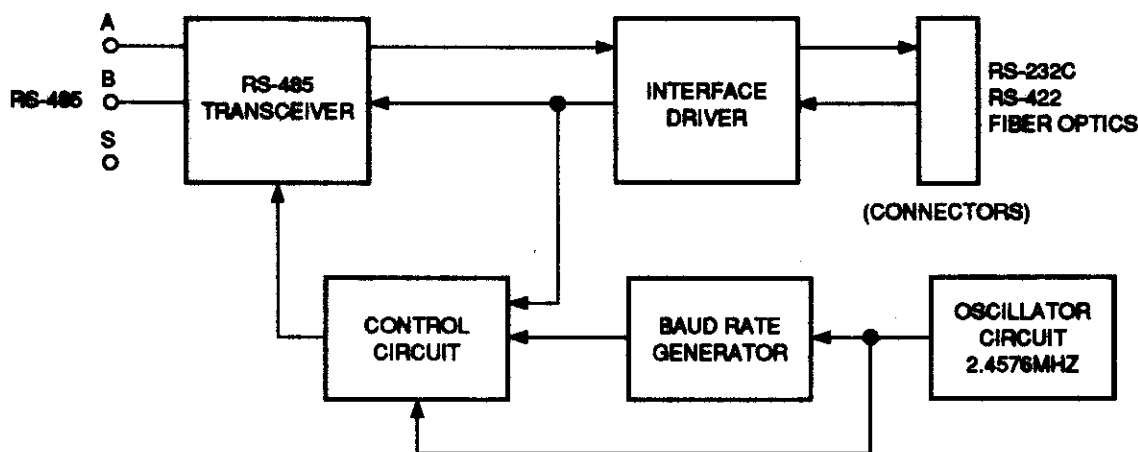 A
B
RS-485
S
RS-485
TRANSCEIVER
INTERFACE
DRIVER
RS-232C
RS-422
FIBER OPTICS
(CONNECTORS)
CONTROL
CIRCUIT
BAUD RATE
GENERATOR
OSCILLATOR
CIRCUIT
2.4576MHZ